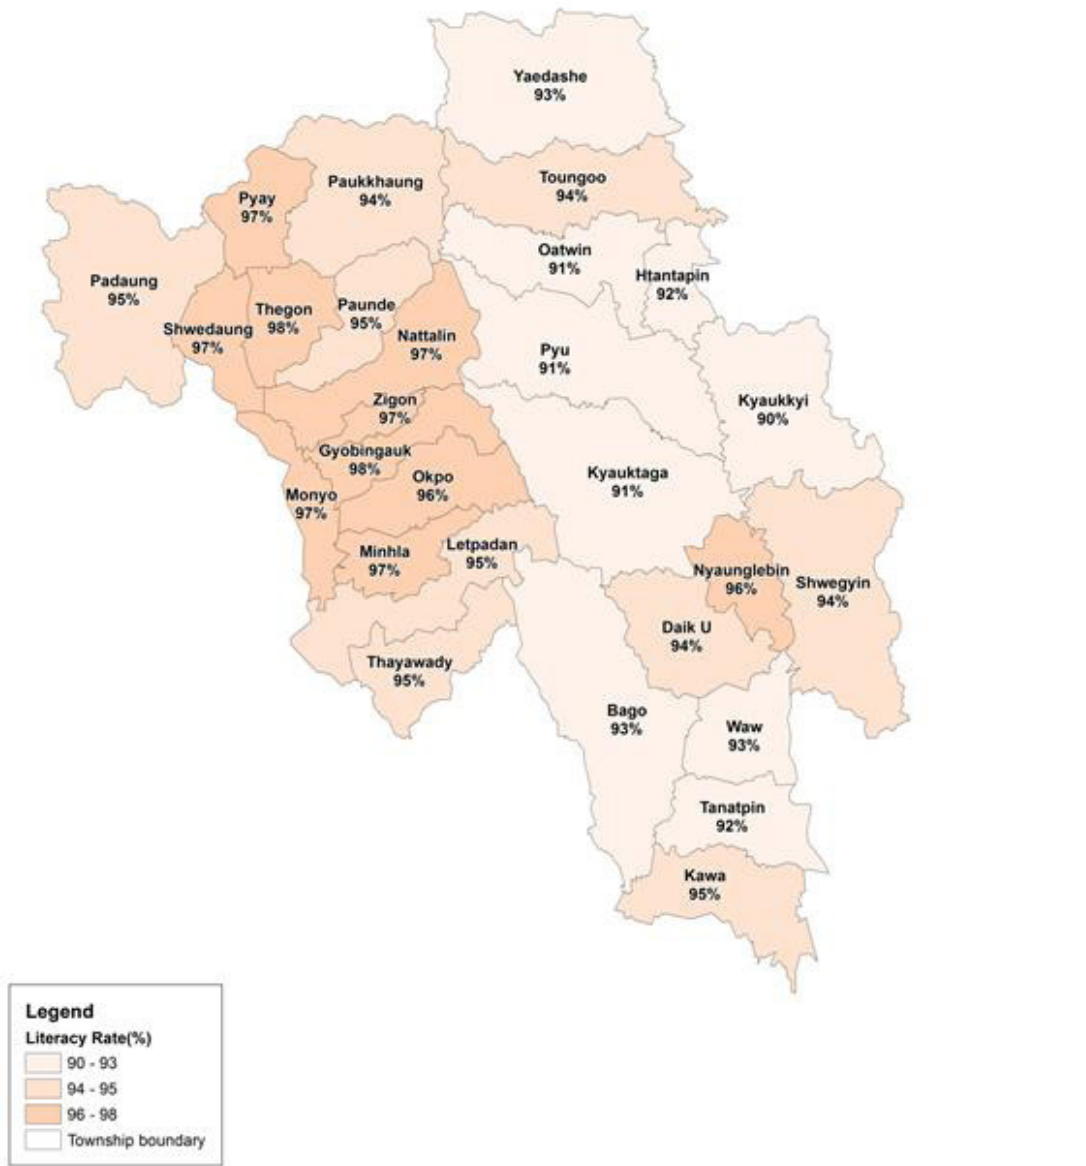 Yaedashe
93%
Toungoo
94%
Paukkhaung
94%
Pyay
97%
Oatwin
91%
Htantapin
92%
Padaung
95%
Paunde
95%
Thegon
98%
Shwedaung
97%
Nattalin
97%
Pyu
91%
Kyaukkyi
90%
Zigon
97%
Gyobingauk
98%
Kyauktaga
91%
Okpo
96%
Monyo
97%
Minhla
97%
Letpadan
95%
Nyaunglebin
96%
Shwegyin
94%
Daik U
94%
Thayawady
95%
Bago
93%
Waw
93%
Tanatpin
92%
Kawa
95%
Legend
Literacy Rate(%)
90 - 93
94 - 95
96 - 98
Township boundary